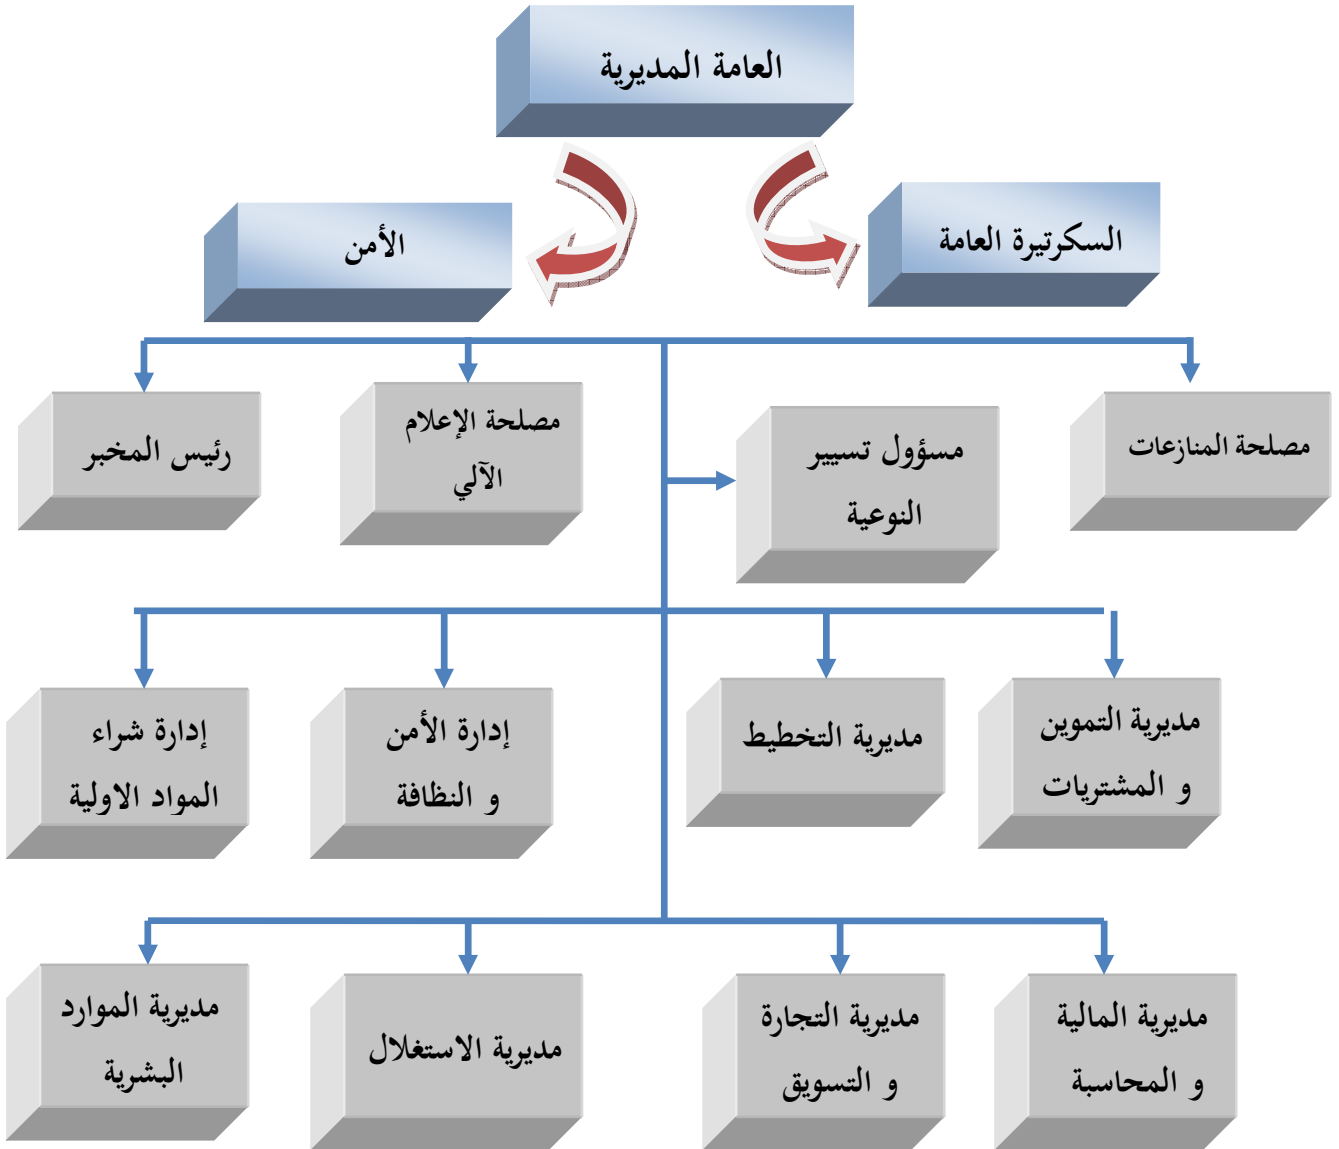 العامة المديرية
السكرتيرة العامة
الأمن
مصلحة المنازعات
مسؤول تسيير
النوعية
مصلحة الإعلام
الآلي
رئيس المخبر
مديرية التموين
و المشتريات
مديرية التخطيط
إدارة الأمن
و النظافة
إدارة شراء
المواد الاولية
مديرية المالية
و المحاسبة
مديرية التجارة
و التسويق
مديرية الاستغلال
مديرية الموارد
البشرية